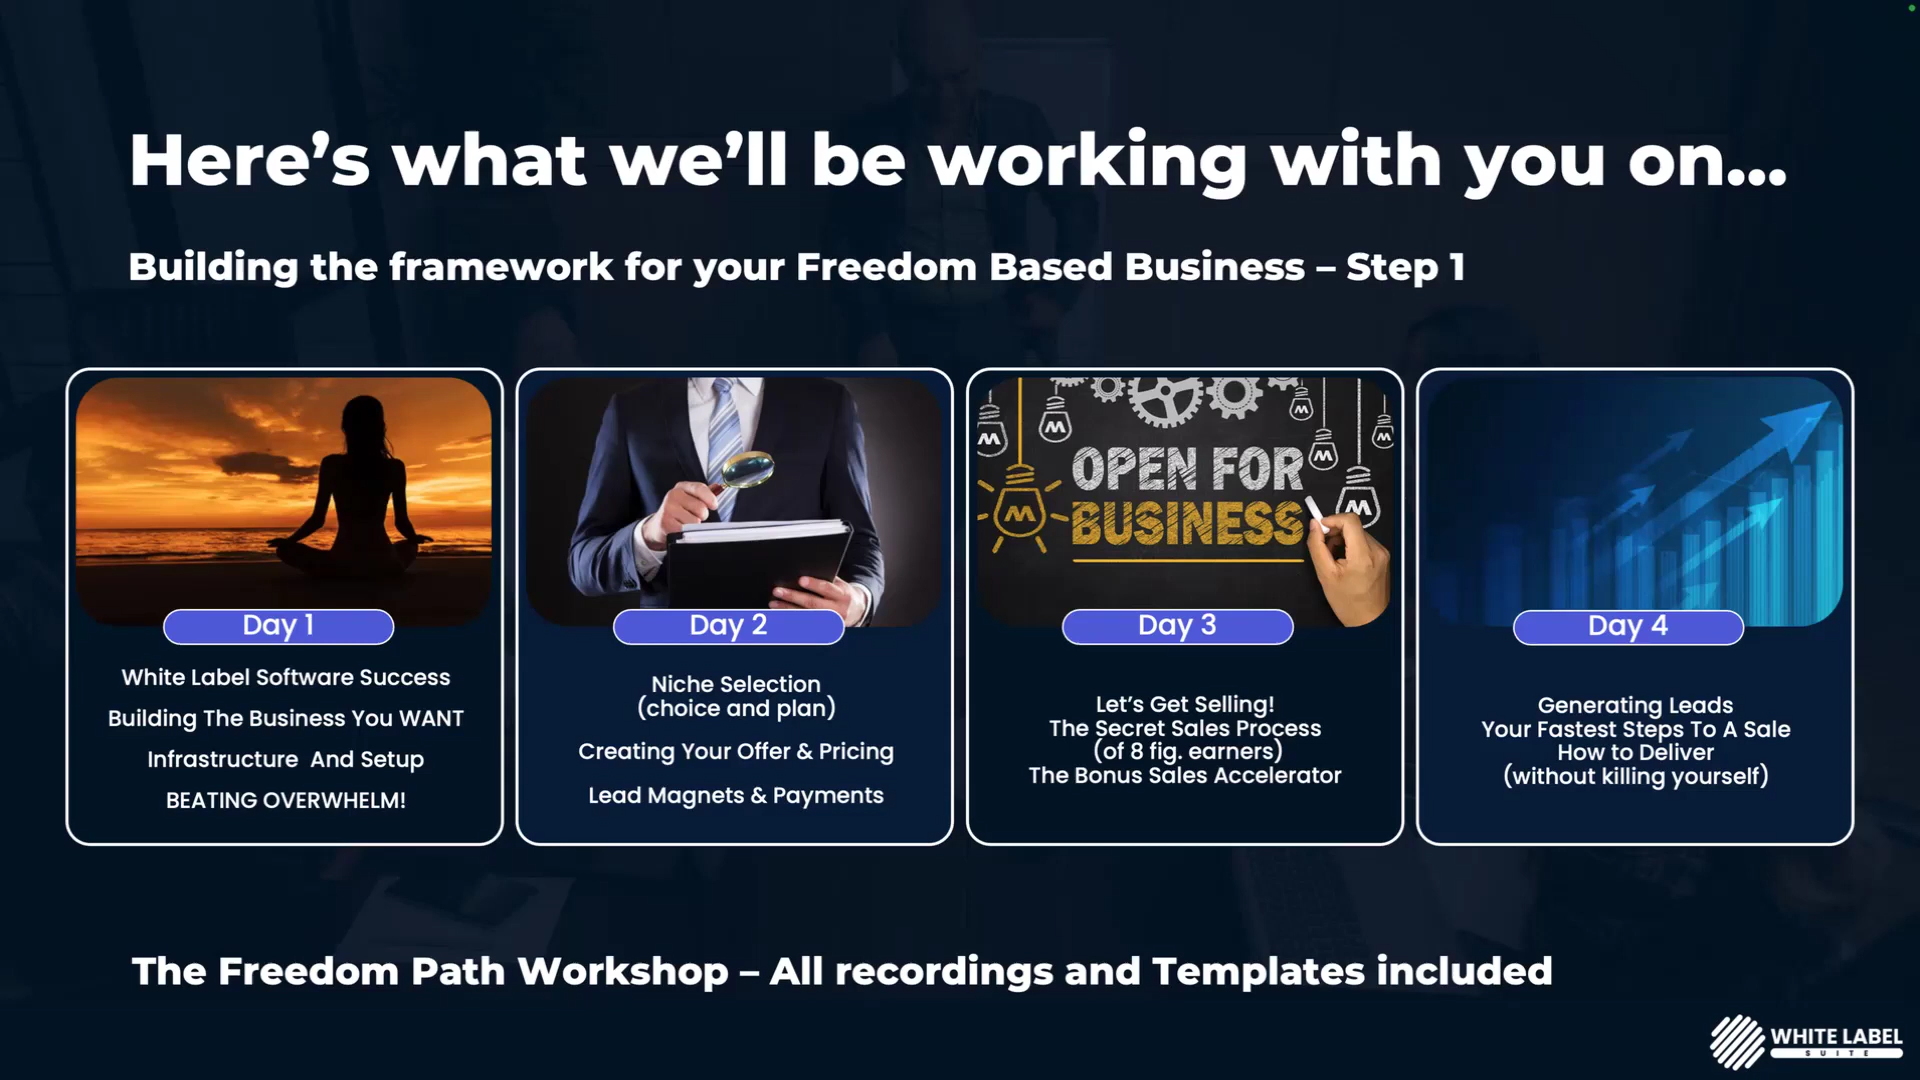 Here’s what we’ll be working with you on...
Building the framework for your Freedom Based Business – Step 1
Day 1
White Label Software Success
Building The Business You WANT
Infrastructure And Setup
BEATING OVERWHELM!
Day 2
Niche Selection
(choice and plan)
Creating Your Offer & Pricing
Lead Magnets & Payments
OPEN FOR
BUSINESS
Day 3
Let’s Get Selling!
The Secret Sales Process
(of 8 fig. earners)
The Bonus Sales Accelerator
Day 4
Generating Leads
Your Fastest Steps To A Sale
How to Deliver
(without killing yourself)
The Freedom Path Workshop – All recordings and Templates included
WHITE LABEL
SUITE